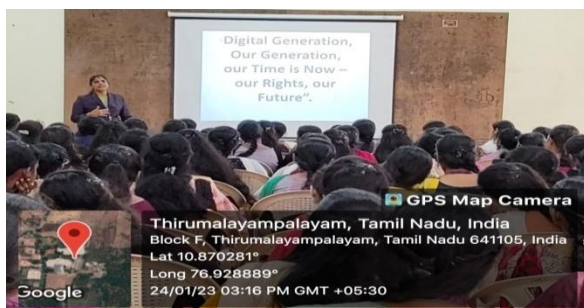 "Digital Generation,
Our Generation,
our Time is Now –
our Rights, our
Future".
GPS Map Camera
Thirumalayampalayam, Tamil Nadu, India
Block F, Thirumalayampalayam, Tamil Nadu 641105, India
Lat 10.870281°
Long 76.928889°
24/01/23 03:16 PM GMT +05:30
Google